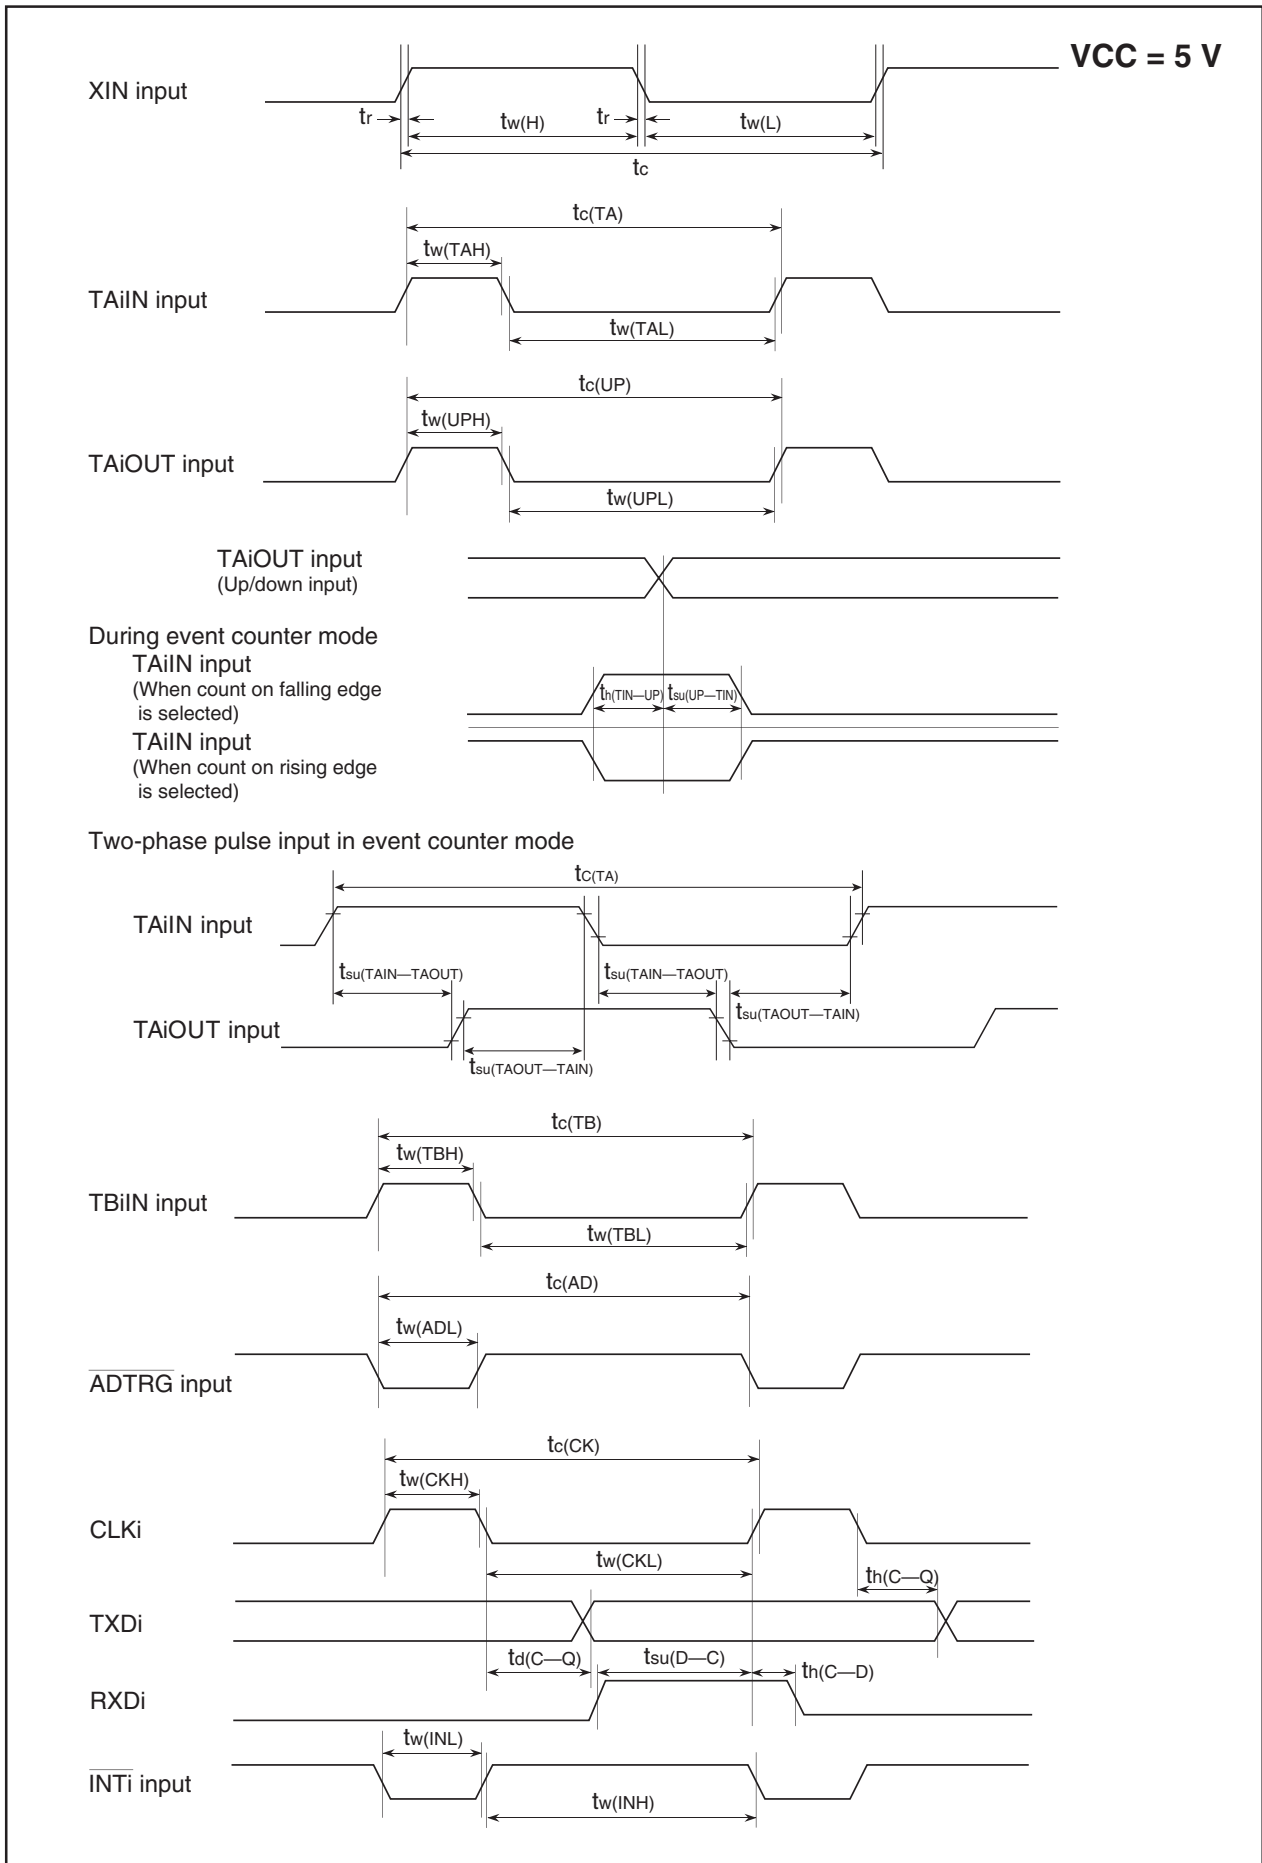 VCC = 5 V
XIN input
tr
tw(H)
tr
tw(L)
tc
tc(TA)
tw(TAH)
TAiIN input
tw(TAL)
tc(UP)
tw(UPH)
TAiOUT input
tw(UPL)
TAiOUT input
(Up/down input)
During event counter mode
TAiIN input
(When count on falling edge
is selected)
th(TIN—UP)
tsu(UP—TIN)
TAiIN input
(When count on rising edge
is selected)
Two-phase pulse input in event counter mode
tC(TA)
TAiIN input
tsu(TAIN—TAOUT)
tsu(TAIN—TAOUT)
tsu(TAOUT—TAIN)
TAiOUT input
tsu(TAOUT—TAIN)
tc(TB)
tw(TBH)
TBiIN input
tw(TBL)
tc(AD)
tw(ADL)
ADTRG input
tc(CK)
tw(CKH)
CLKi
tw(CKL)
th(C—Q)
TXDi
td(C—Q)
tsu(D—C)
th(C—D)
RXDi
tw(INL)
INTi input
tw(INH)